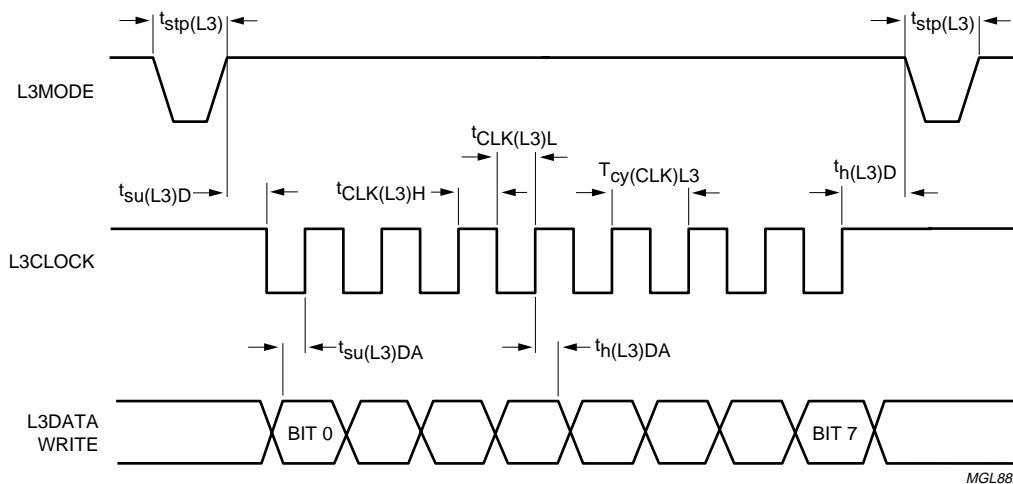 tstp(L3)
tstp(L3)
L3MODE
tCLK(L3)L
tsu(L3)D
tCLK(L3)H
Tcy(CLK)L3
th(L3)D
L3CLOCK
tsu(L3)DA
th(L3)DA
L3DATA
WRITE
BIT 0
BIT 7
MGL88